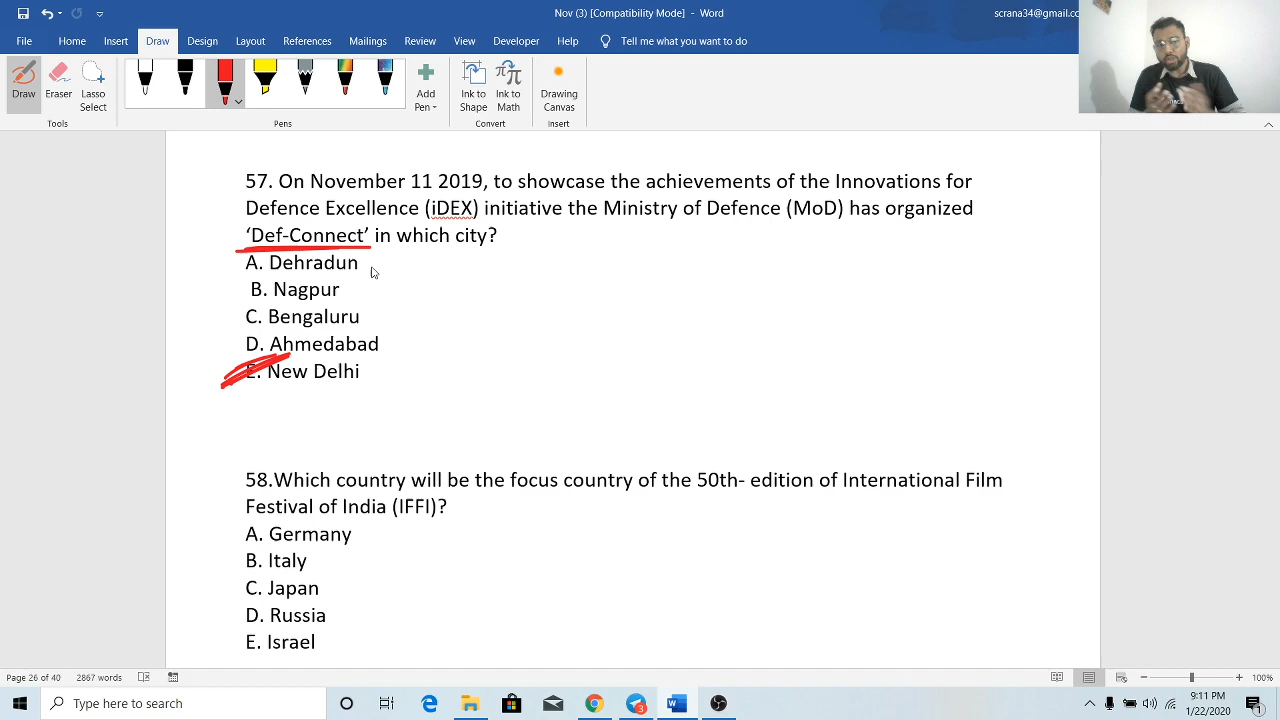 Nov (3) [Compatibility Mode] - Word
scrana34@gmail.co
File Home Insert Draw Design Layout References Mailings Review View Developer Help Tell me what you want to do
Draw Eraser Lasso Select Add Pen Ink to Shape Ink to Math Drawing Canvas
Tools Pens Convert Insert
57. On November 11 2019, to showcase the achievements of the Innovations for
Defence Excellence (iDEX) initiative the Ministry of Defence (MoD) has organized
‘Def-Connect’ in which city?
A. Dehradun
B. Nagpur
C. Bengaluru
D. Ahmedabad
E. New Delhi
58.Which country will be the focus country of the 50th- edition of International Film
Festival of India (IFFI)?
A. Germany
B. Italy
C. Japan
D. Russia
E. Israel
Page 26 of 40 2867 words 100%
Type here to search
3
9:11 PM
1/22/2020
1